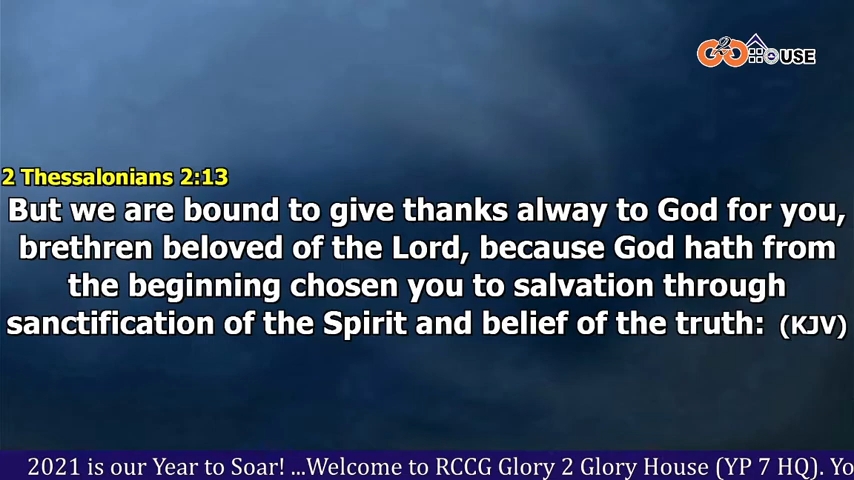 G2G HOUSE
2 Thessalonians 2:13
But we are bound to give thanks alway to God for you,
brethren beloved of the Lord, because God hath from
the beginning chosen you to salvation through
sanctification of the Spirit and belief of the truth: (KJV)
2021 is our Year to Soar! ...Welcome to RCCG Glory 2 Glory House (YP 7 HQ). Yo